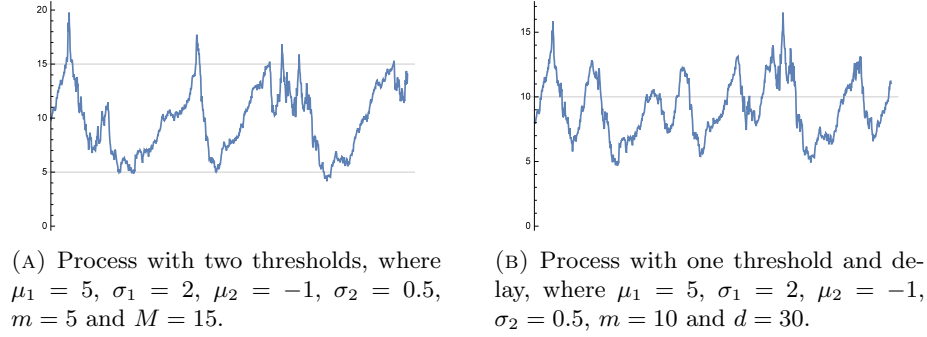 20
15
10
5
0
15
10
5
0
(A) Process with two thresholds, where
μ₁ = 5, σ₁ = 2, μ₂ = −1, σ₂ = 0.5,
m = 5 and M = 15.
(B) Process with one threshold and de-
lay, where μ₁ = 5, σ₁ = 2, μ₂ = −1,
σ₂ = 0.5, m = 10 and d = 30.